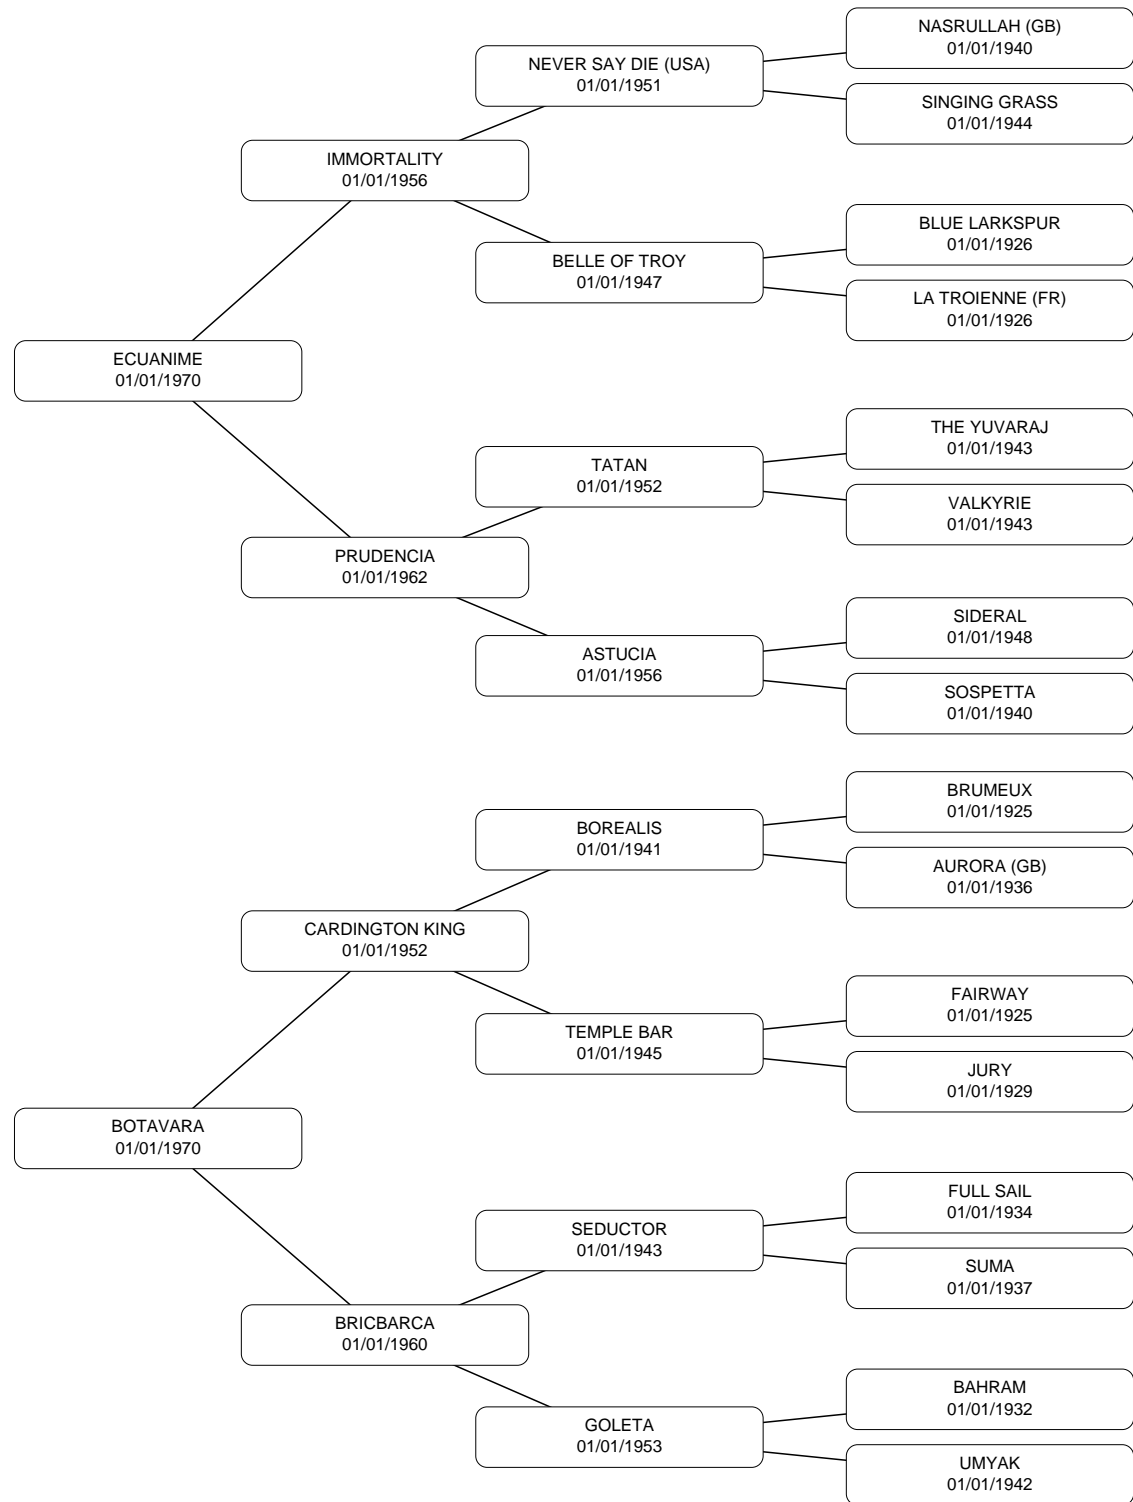 NASRULLAH (GB)
01/01/1940
NEVER SAY DIE (USA)
01/01/1951
SINGING GRASS
01/01/1944
IMMORTALITY
01/01/1956
BLUE LARKSPUR
01/01/1926
BELLE OF TROY
01/01/1947
LA TROIENNE (FR)
01/01/1926
ECUANIME
01/01/1970
THE YUVARAJ
01/01/1943
TATAN
01/01/1952
VALKYRIE
01/01/1943
PRUDENCIA
01/01/1962
SIDERAL
01/01/1948
ASTUCIA
01/01/1956
SOSPETTA
01/01/1940
BRUMEUX
01/01/1925
BOREALIS
01/01/1941
AURORA (GB)
01/01/1936
CARDINGTON KING
01/01/1952
FAIRWAY
01/01/1925
TEMPLE BAR
01/01/1945
JURY
01/01/1929
BOTAVARA
01/01/1970
FULL SAIL
01/01/1934
SEDUCTOR
01/01/1943
SUMA
01/01/1937
BRICBARCA
01/01/1960
BAHRAM
01/01/1932
GOLETA
01/01/1953
UMYAK
01/01/1942